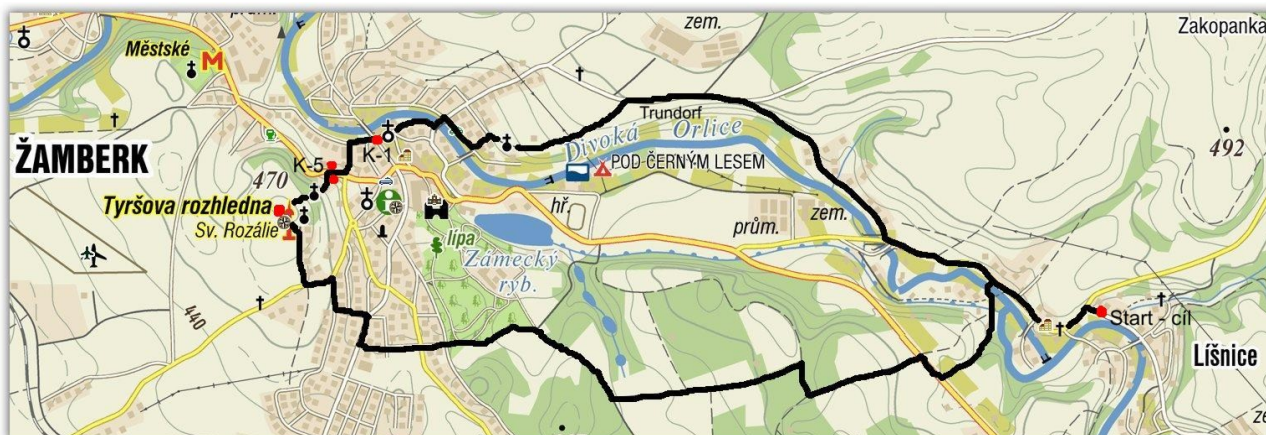 prům.
zem.
Zakopanka
Městské
M
Trundorf
Divoká Orlice
492
ŽAMBERK
K-1
K-5
POD ČERNÝM LESEM
470
Tyršova rozhledna
Sv. Rozálie
hř.
prům.
zem.
lípa
Zámecký
ryb.
440
Start - cíl
Líšnice